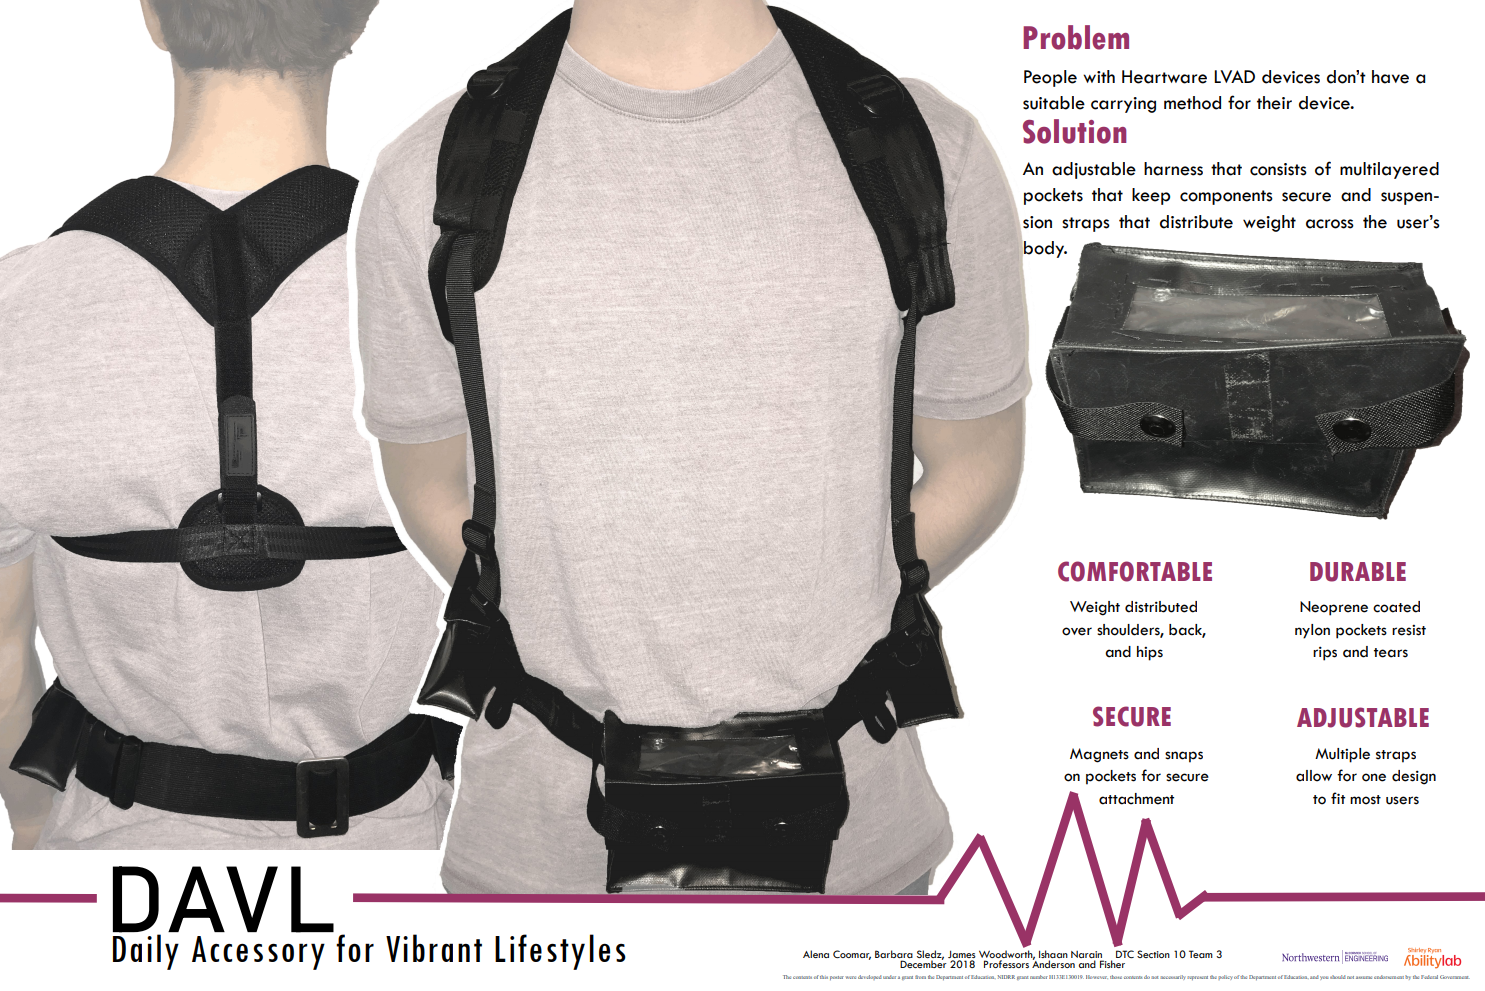 Problem
People with Heartware LVAD devices don't have a
suitable carrying method for their device.
Solution
An adjustable harness that consists of multilayered
pockets that keep components secure and suspen-
sion straps that distribute weight across the user's
body.
COMFORTABLE
Weight distributed
over shoulders, back,
and hips
DURABLE
Neoprene coated
nylon pockets resist
rips and tears
SECURE
Magnets and snaps
on pockets for secure
attachment
ADJUSTABLE
Multiple straps
allow for one design
to fit most users
DAVL
Daily Accessory for Vibrant Lifestyles
Alena Coomar, Barbara Sledz, James Woodworth, Ishaan Narain DTC Section 10 Team 3
December 2018 Professors Anderson and Fisher
Northwestern
ENGINEERING
Shirley Ryan
Abilitylab
The contents of this poster were developed under a grant from the Department of Education, NIDRR grant number H133E130019. However, those contents do not necessarily represent the policy of the Department of Education, and you should not assume endorsement by the Federal Government.